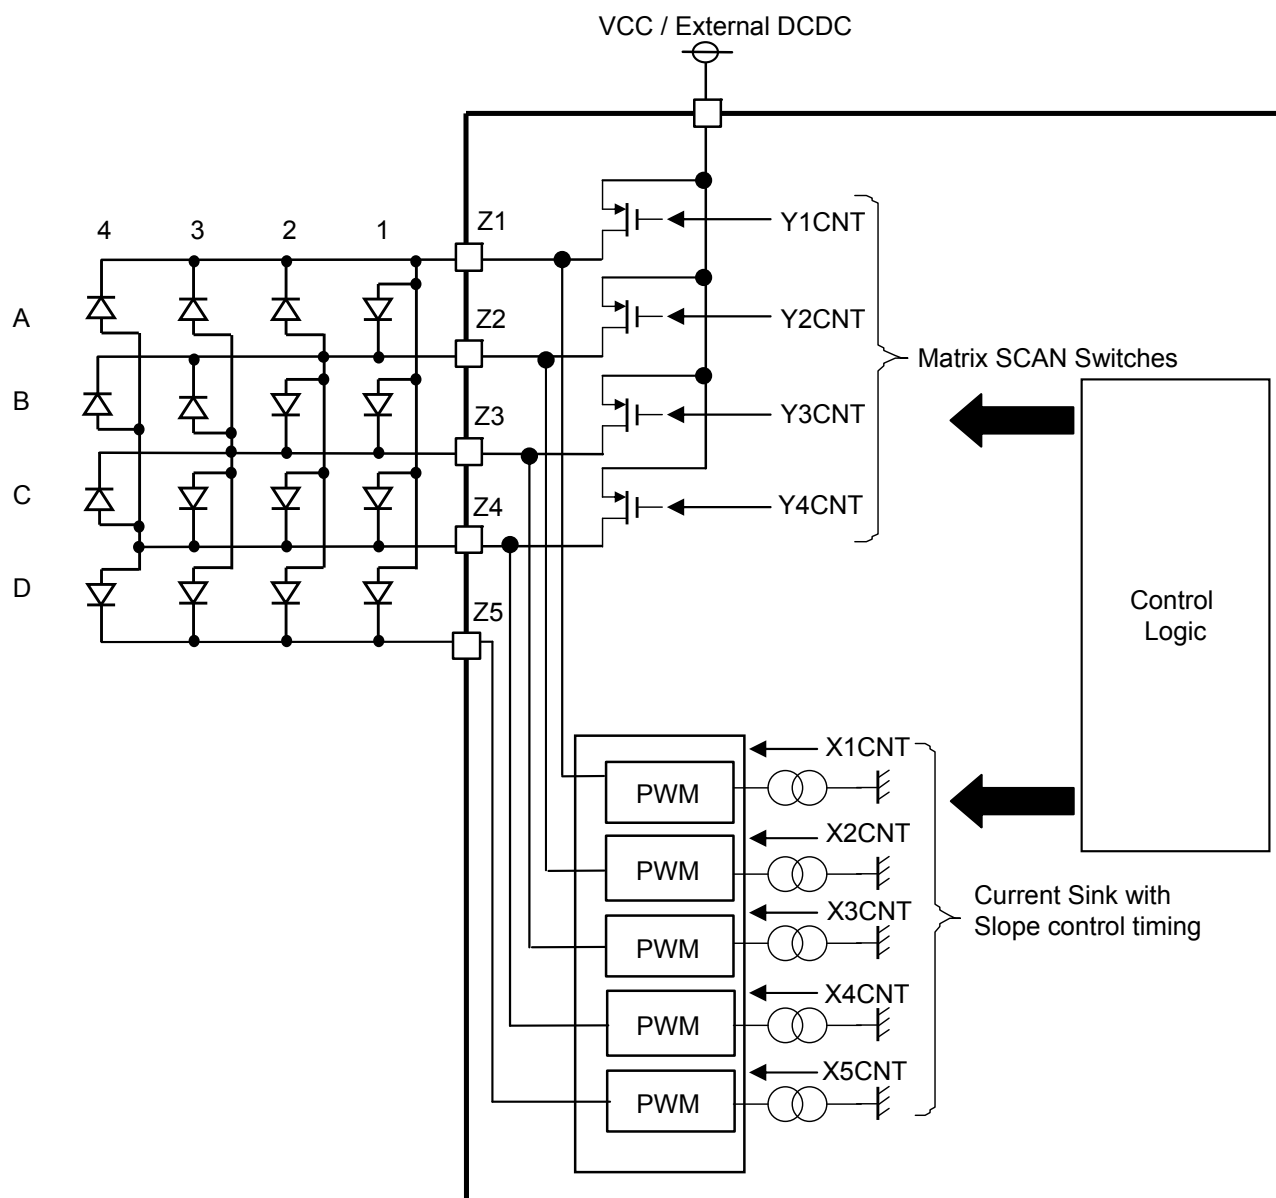 VCC / External DCDC
4
3
2
1
Z1
Y1CNT
A
Z2
Y2CNT
Matrix SCAN Switches
B
Z3
Y3CNT
C
Z4
Y4CNT
D
Z5
Control
Logic
X1CNT
PWM
X2CNT
PWM
X3CNT
PWM
Current Sink with
Slope control timing
X4CNT
PWM
X5CNT
PWM